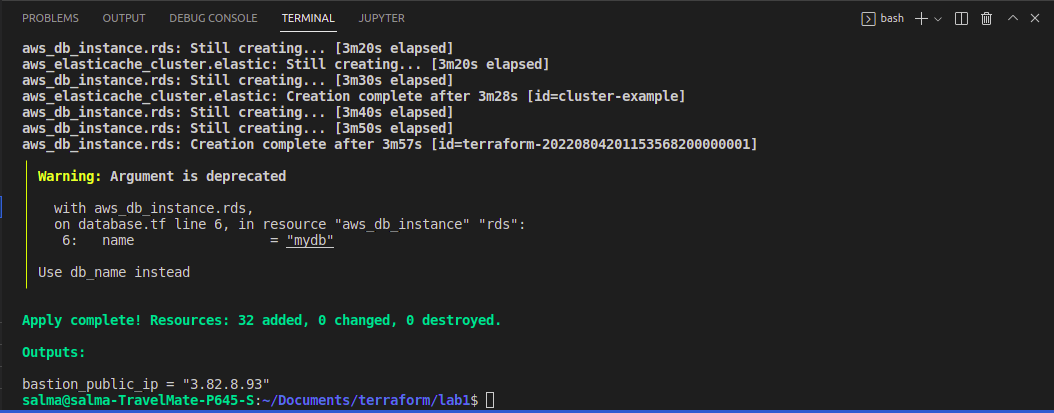 PROBLEMS OUTPUT DEBUG CONSOLE TERMINAL JUPYTER bash
aws_db_instance.rds: Still creating... [3m20s elapsed]
aws_elasticache_cluster.elastic: Still creating... [3m20s elapsed]
aws_db_instance.rds: Still creating... [3m30s elapsed]
aws_elasticache_cluster.elastic: Creation complete after 3m28s [id=cluster-example]
aws_db_instance.rds: Still creating... [3m40s elapsed]
aws_db_instance.rds: Still creating... [3m50s elapsed]
aws_db_instance.rds: Creation complete after 3m57s [id=terraform-20220804201153568200000001]
Warning: Argument is deprecated
with aws_db_instance.rds,
on database.tf line 6, in resource "aws_db_instance" "rds":
6: name = "mydb"
Use db_name instead
Apply complete! Resources: 32 added, 0 changed, 0 destroyed.
Outputs:
bastion_public_ip = "3.82.8.93"
salma@salma-TravelMate-P645-S:~/Documents/terraform/lab1$